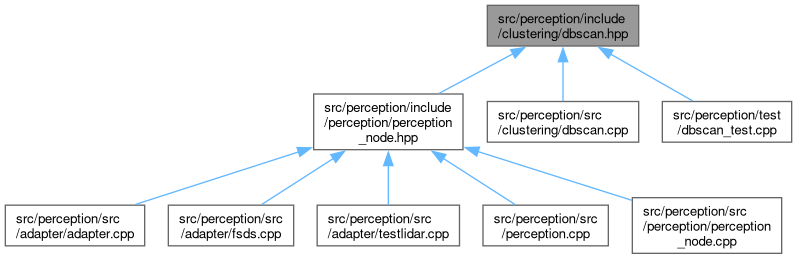 src/perception/include
/clustering/dbscan.hpp
src/perception/include
/perception/perception
_node.hpp
src/perception/src
/clustering/dbscan.cpp
src/perception/test
/dbscan_test.cpp
src/perception/src
/adapter/adapter.cpp
src/perception/src
/adapter/fsds.cpp
src/perception/src
/adapter/testlidar.cpp
src/perception/src
/perception.cpp
src/perception/src
/perception/perception
_node.cpp